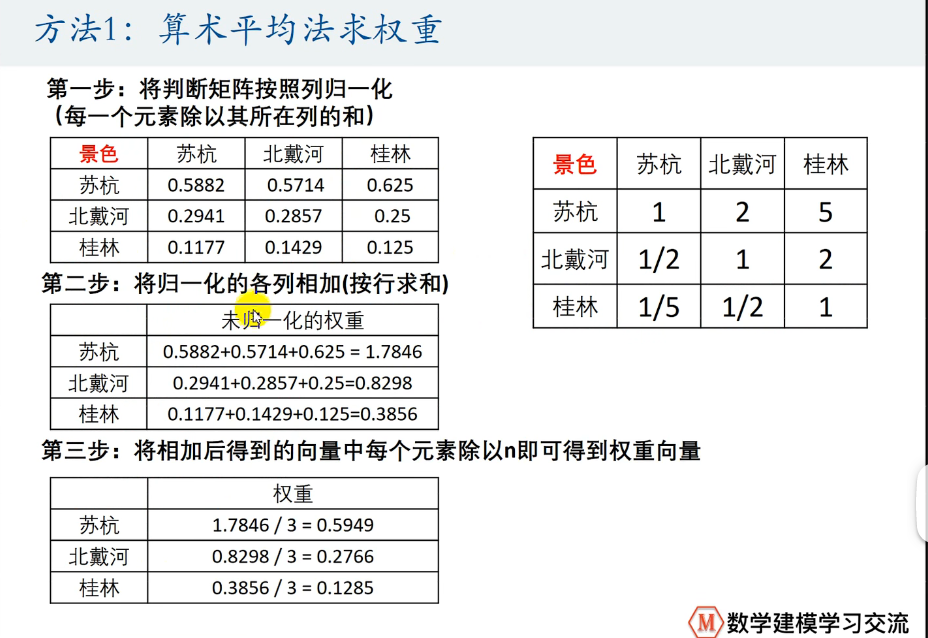 方法1：算术平均法求权重
第一步：将判断矩阵按照列归一化
（每一个元素除以其所在列的和）
景色 苏杭 北戴河 桂林
苏杭 0.5882 0.5714 0.625
北戴河 0.2941 0.2857 0.25
桂林 0.1177 0.1429 0.125
第二步：将归一化的各列相加(按行求和)
未归一化的权重
苏杭 0.5882+0.5714+0.625 = 1.7846
北戴河 0.2941+0.2857+0.25=0.8298
桂林 0.1177+0.1429+0.125=0.3856
第三步：将相加后得到的向量中每个元素除以n即可得到权重向量
权重
苏杭 1.7846 / 3 = 0.5949
北戴河 0.8298 / 3 = 0.2766
桂林 0.3856 / 3 = 0.1285
景色 苏杭 北戴河 桂林
苏杭 1 2 5
北戴河 1/2 1 2
桂林 1/5 1/2 1
M 数学建模学习交流